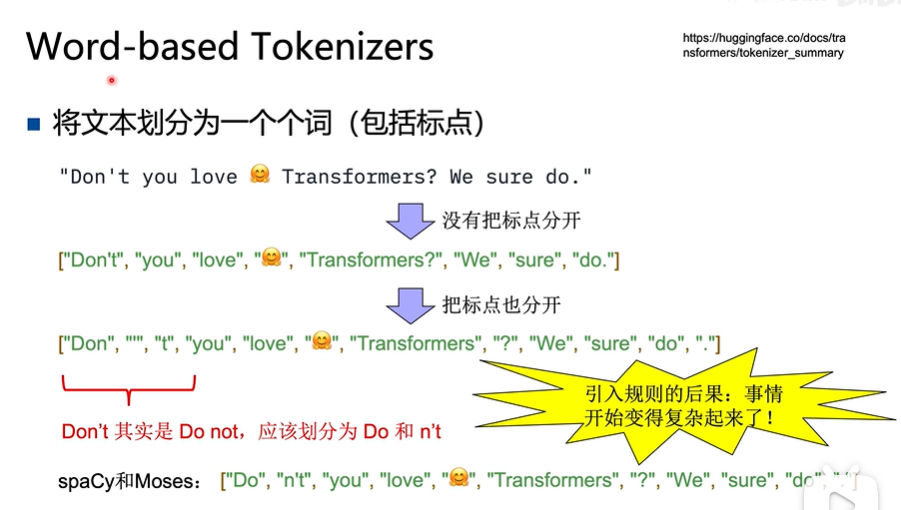 Word-based Tokenizers
https://huggingface.co/docs/tra
nsformers/tokenizer_summary
将文本划分为一个个词（包括标点）
"Don't you love 🤗 Transformers? We sure do."
没有把标点分开
["Don't", "you", "love", "🤗", "Transformers?", "We", "sure", "do."]
把标点也分开
["Don", "'", "t", "you", "love", "🤗", "Transformers", "?", "We", "sure", "do", "."]
引入规则的后果：事情
开始变得复杂起来了！
Don’t 其实是 Do not，应该划分为 Do 和 n’t
spaCy和Moses： ["Do", "n't", "you", "love", "🤗", "Transformers", "?", "We", "sure", "do",